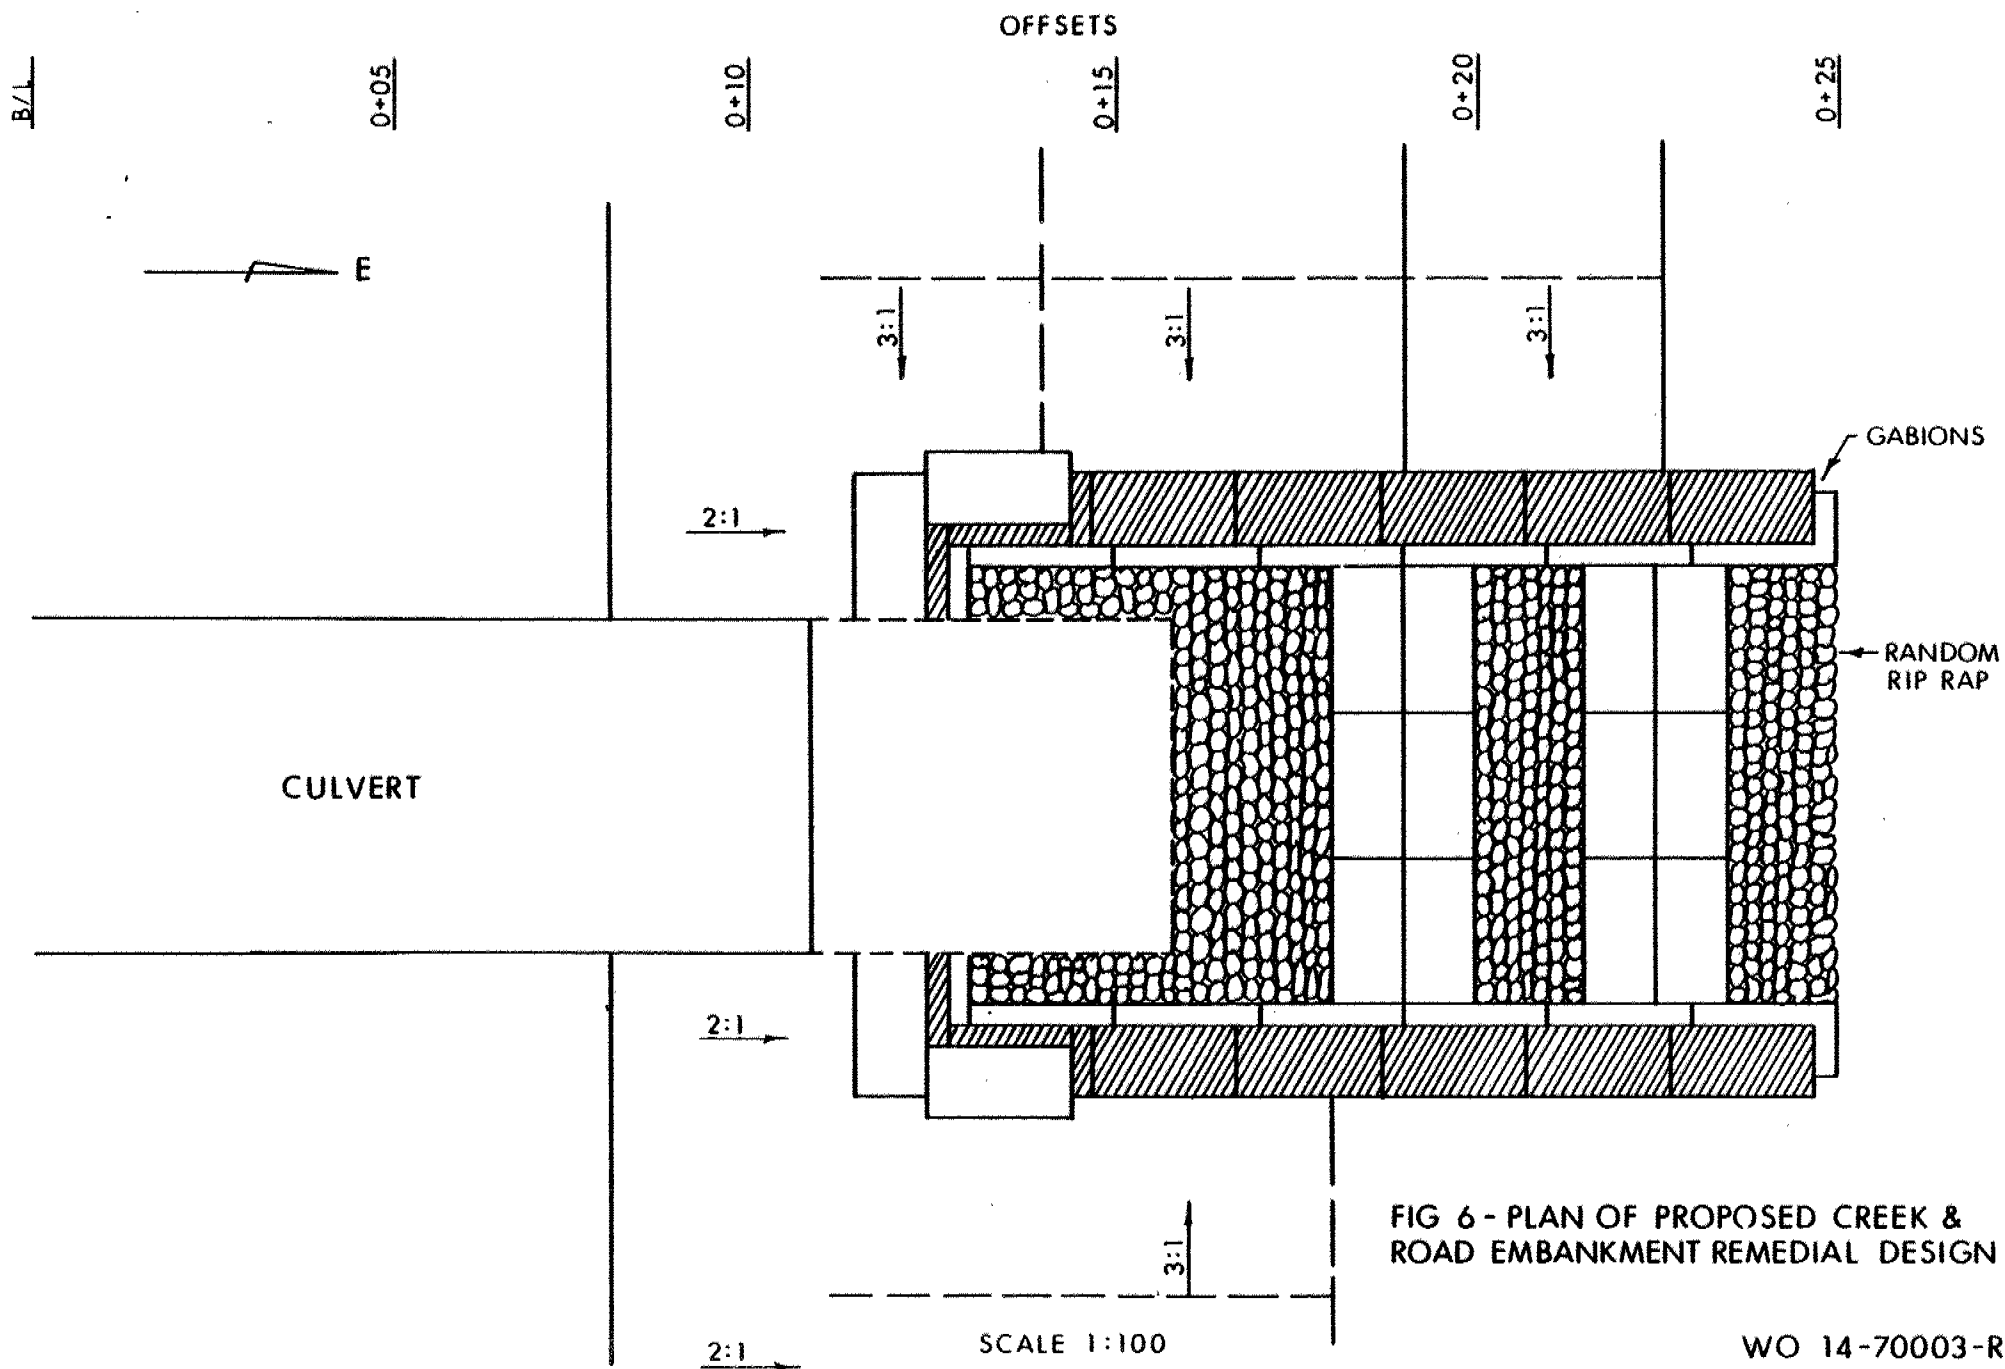 OFFSETS
B/L
0+05
0+10
0+15
0+20
0+25
E
3:1
3:1
3:1
GABIONS
2:1
RANDOM
RIP RAP
CULVERT
2:1
3:1
FIG 6 - PLAN OF PROPOSED CREEK &
ROAD EMBANKMENT REMEDIAL DESIGN
SCALE 1:100
2:1
WO 14-70003-R